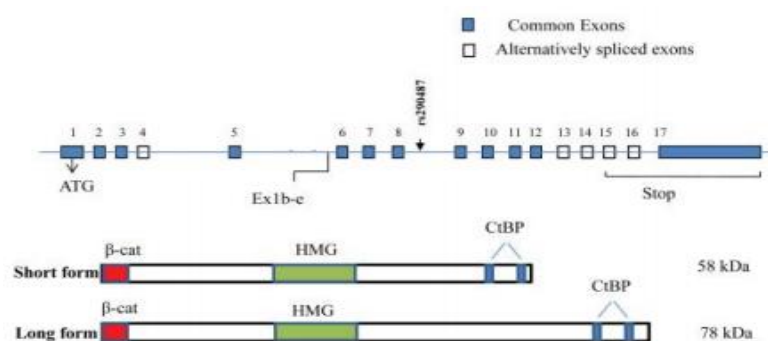 Common Exons
Alternatively spliced exons
rs290487
1 2 3 4 5 6 7 8 9 10 11 12 13 14 15 16 17
ATG
Ex1b-e
Stop
CtBP
β-cat HMG
Short form 58 kDa
CtBP
β-cat HMG
Long form 78 kDa